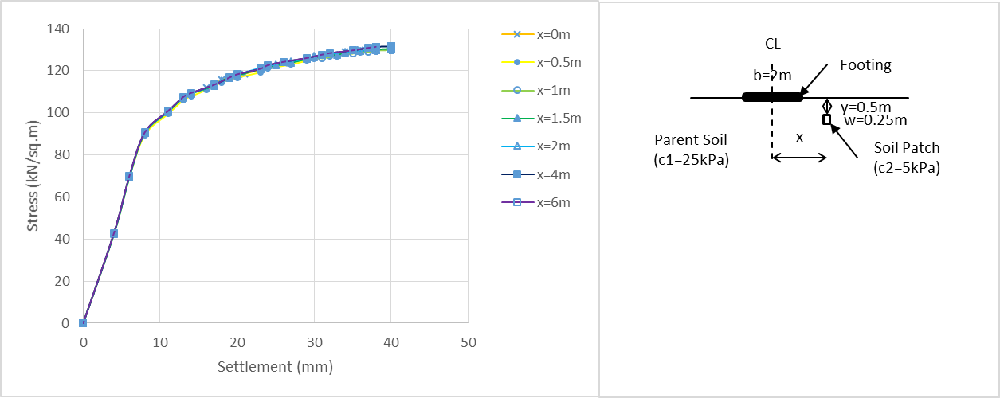 140
120
100
80
60
40
20
0
Stress (kN/sq.m)
0 10 20 30 40 50
Settlement (mm)
x=0m
x=0.5m
x=1m
x=1.5m
x=2m
x=4m
x=6m
CL
b=2m
Footing
y=0.5m
w=0.25m
x
Parent Soil
(c1=25kPa)
Soil Patch
(c2=5kPa)